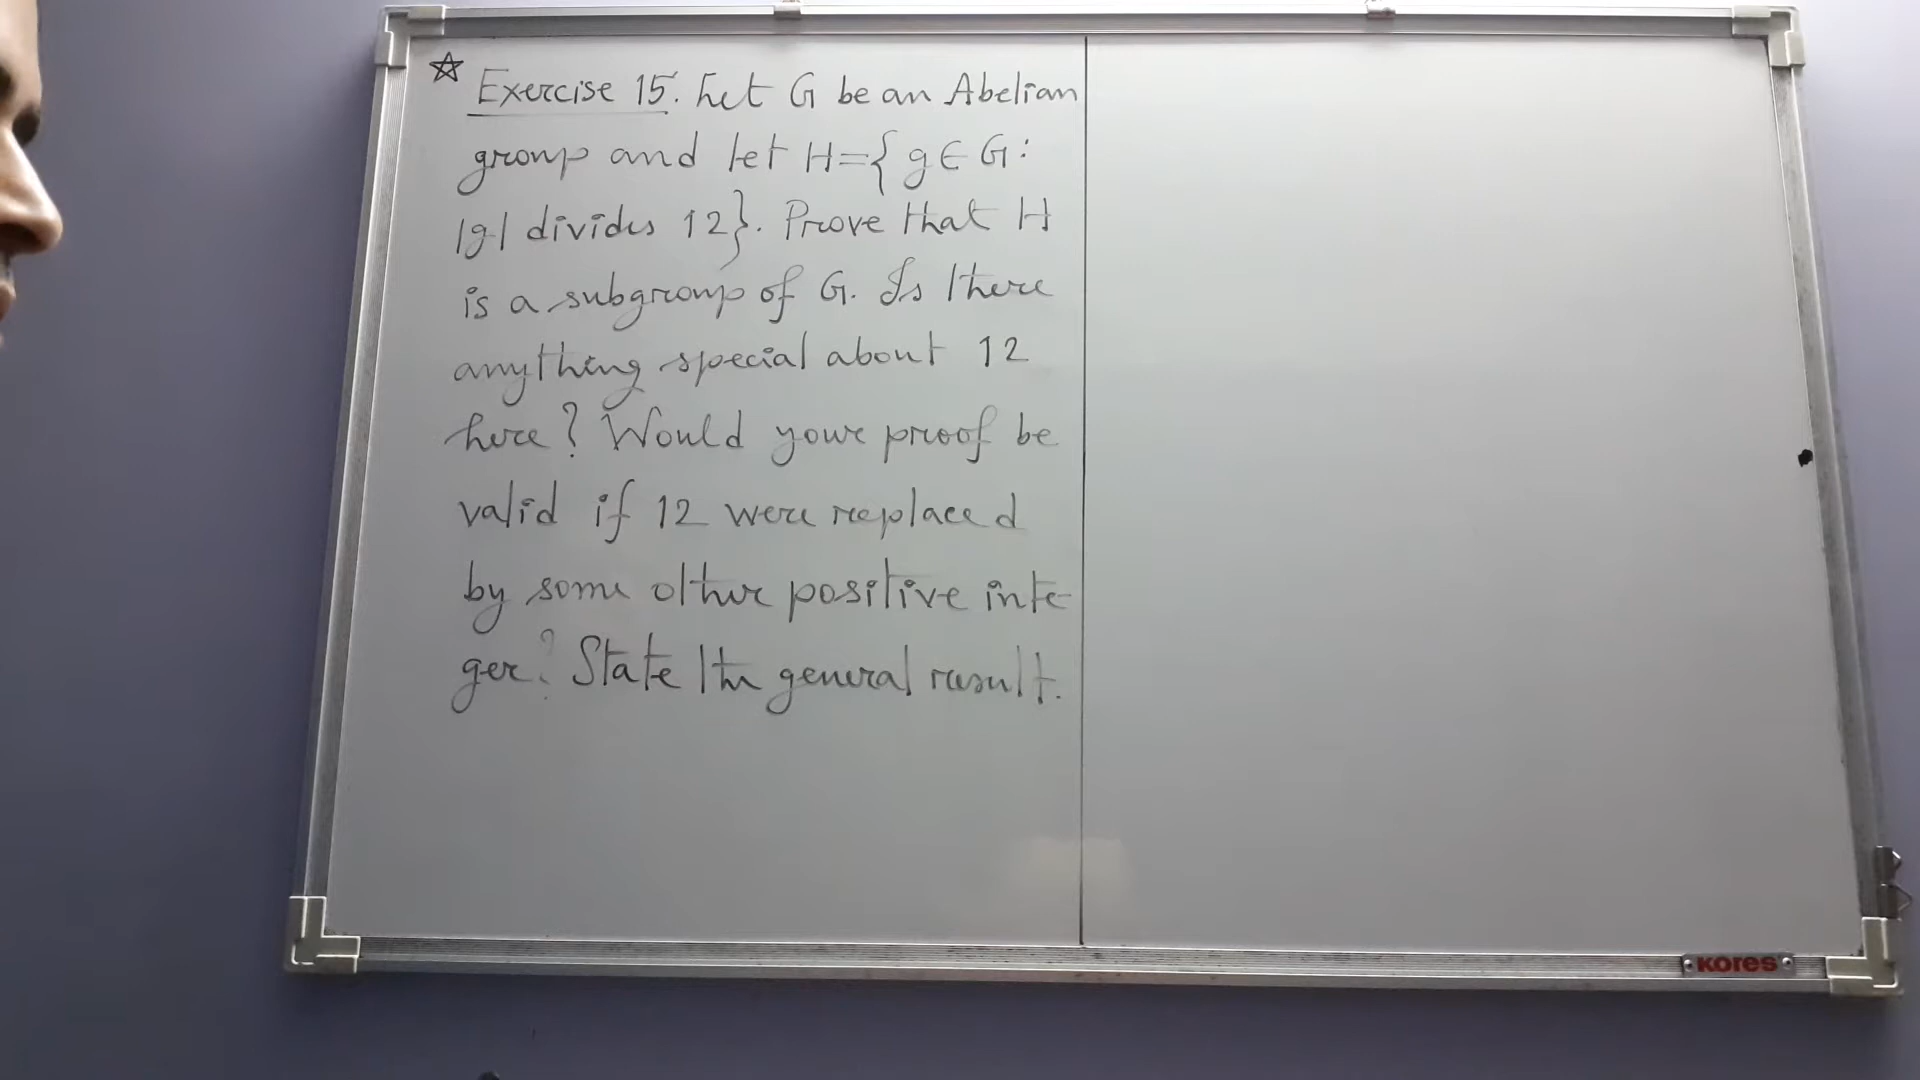 ☆ Exercise 15. Let G be an Abelian
group and let H={g∈G:
|g| divides 12}. Prove that H
is a subgroup of G. Is there
anything special about 12
here? Would your proof be
valid if 12 were replaced
by some other positive inte-
ger? State the general result.
KORES